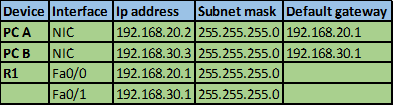 Device Interface Ip address Subnet mask Default gateway
PC A NIC 192.168.20.2 255.255.255.0 192.168.20.1
PC B NIC 192.168.30.3 255.255.255.0 192.168.30.1
R1 Fa0/0 192.168.20.1 255.255.255.0
Fa0/1 192.168.30.1 255.255.255.0